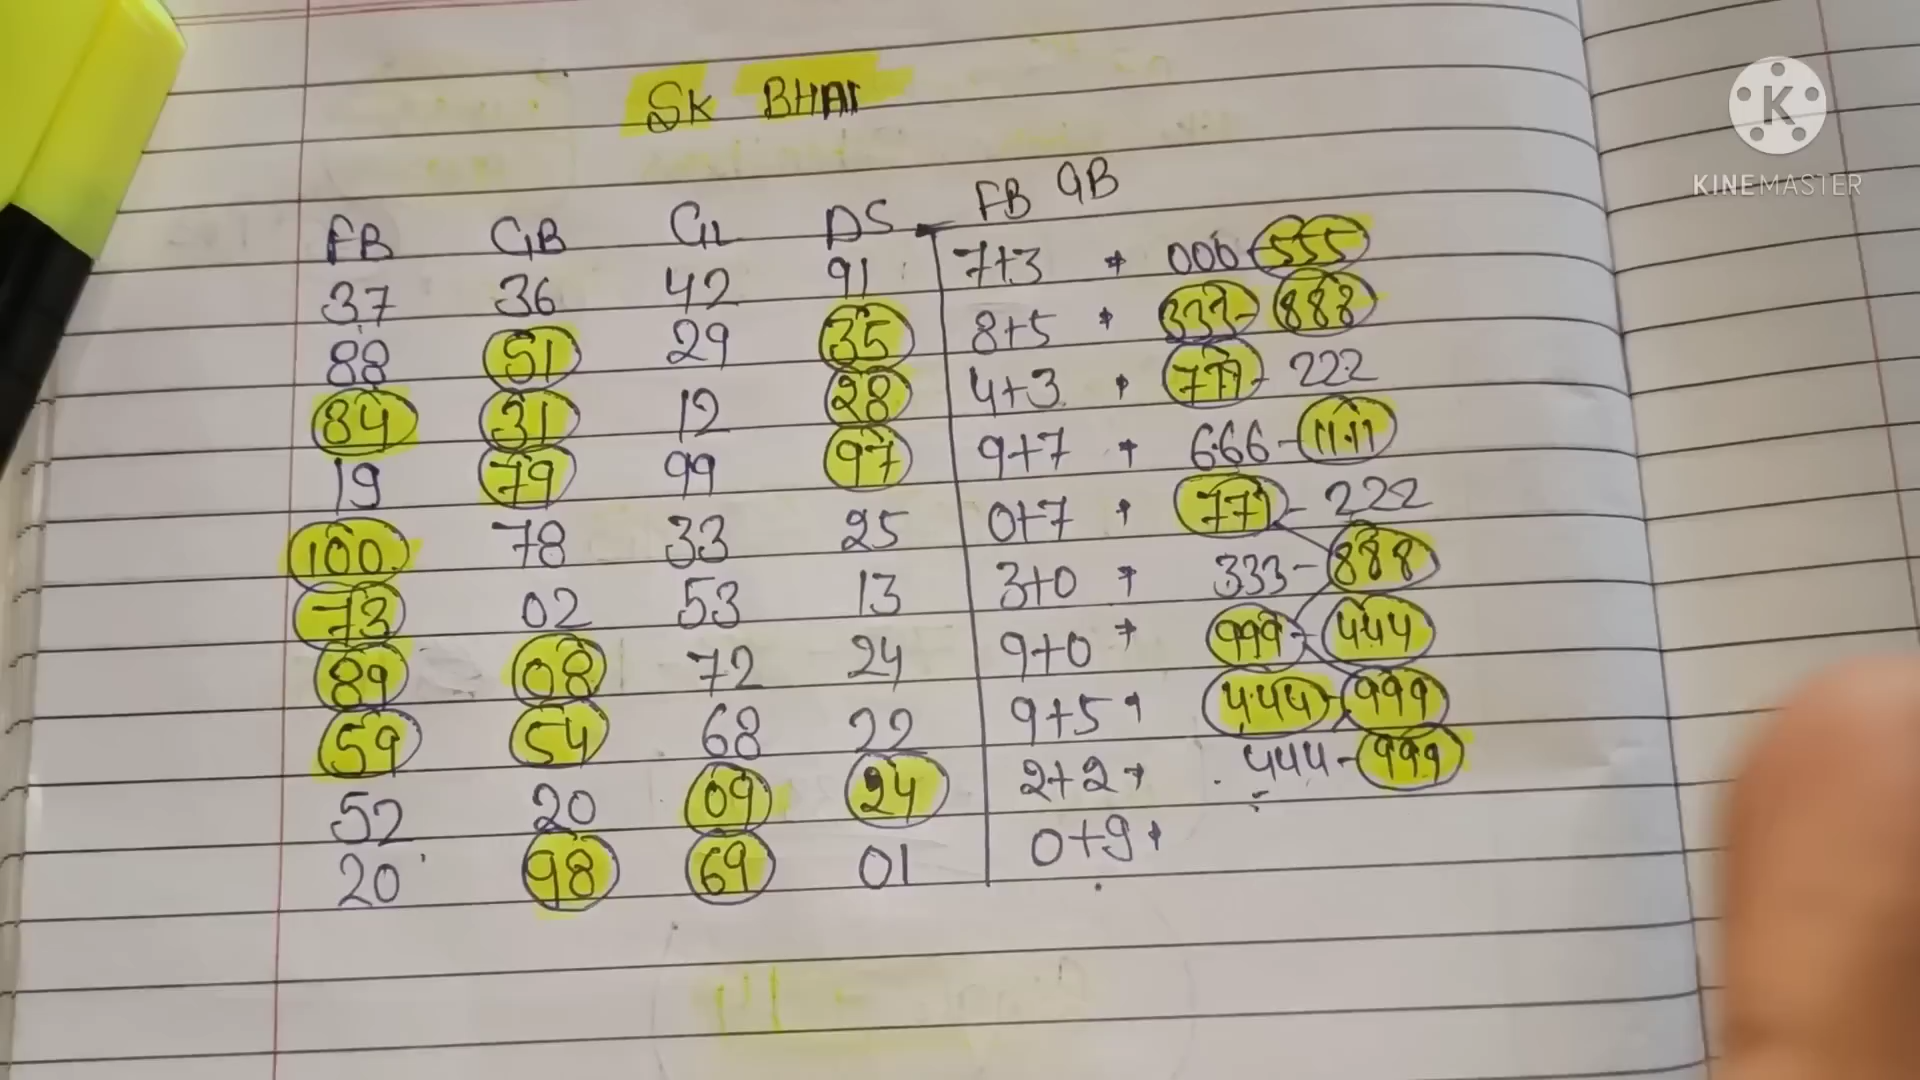 SK BHAI
K
KINEMASTER
FB GB GL DS FB GB
37 36 42 91 7+3 → 000-555
88 51 29 35 8+5 → 333-888
84 31 12 28 4+3 → 777-222
19 79 99 97 9+7 → 666-1111
100 78 33 25 0+7 → 777-222
73 02 53 13 3+0 → 333-888
89 08 72 24 9+0 → 999-444
59 54 68 22 9+5 → 444-999
52 20 09 24 2+2 → 444-999
20 98 69 01 0+9 →